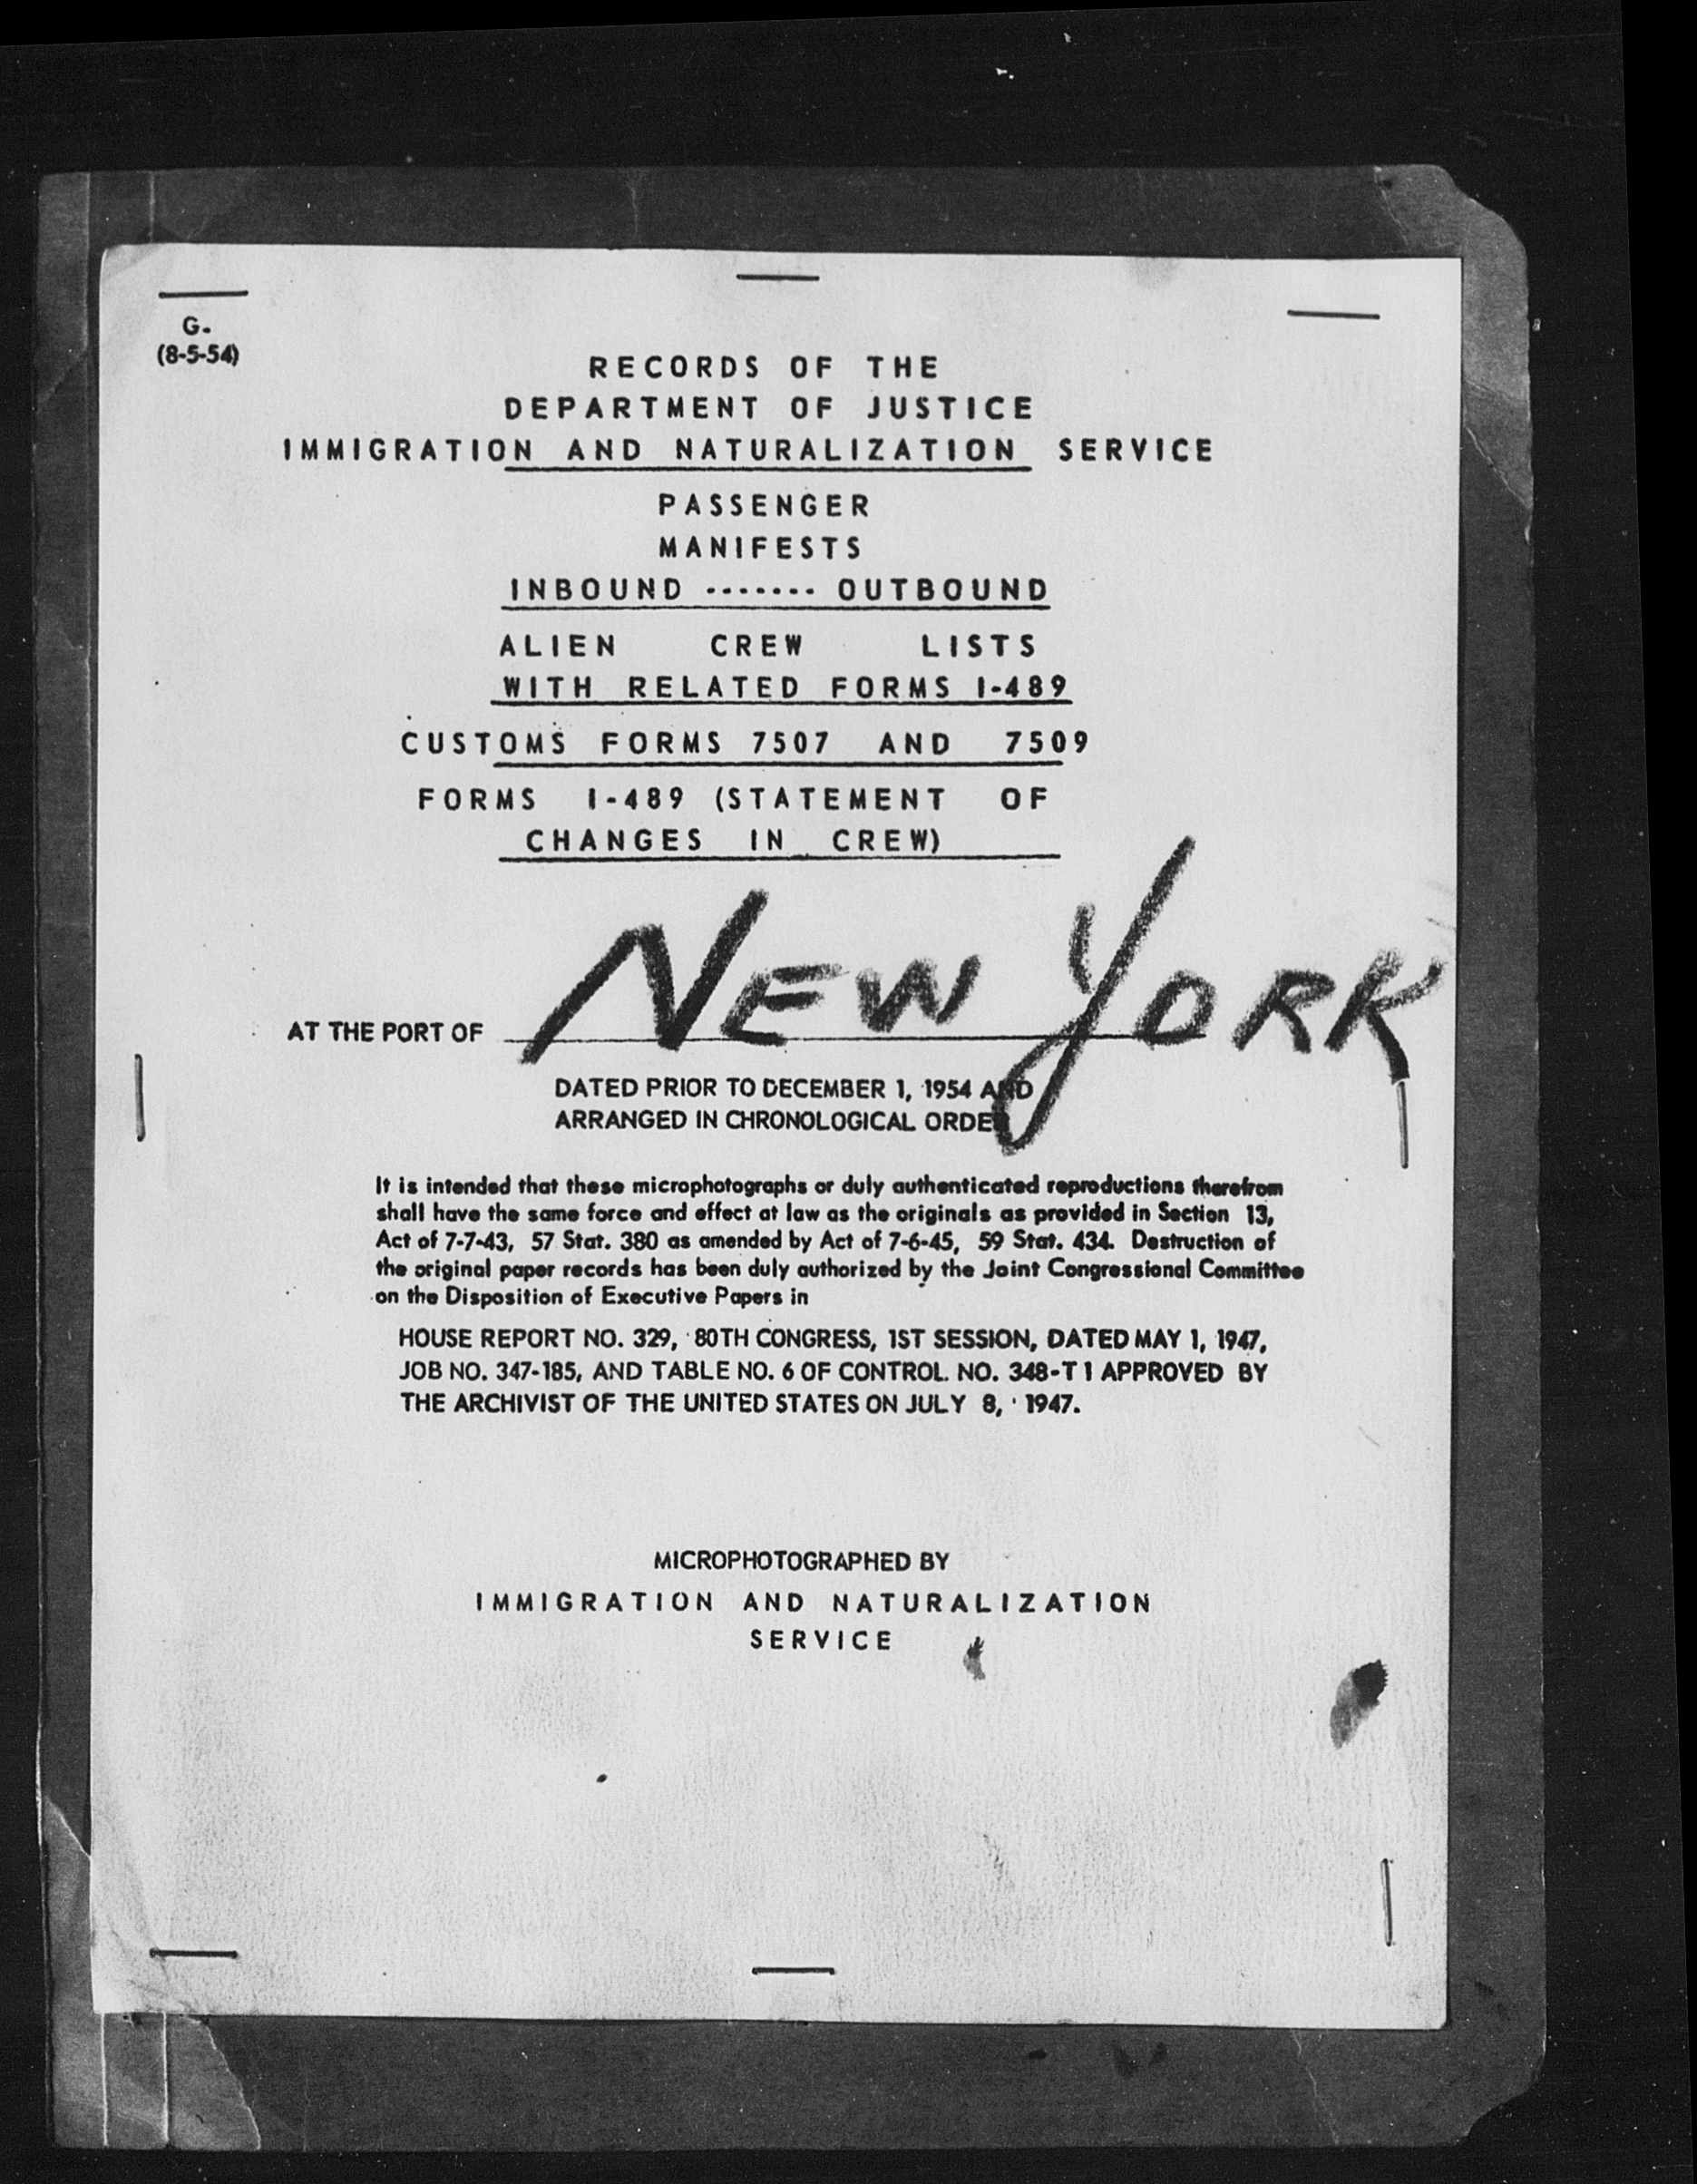 G.
(8-5-54)
RECORDS OF THE
DEPARTMENT OF JUSTICE
IMMIGRATION AND NATURALIZATION SERVICE
PASSENGER
MANIFESTS
INBOUND ------- OUTBOUND
ALIEN CREW LISTS
WITH RELATED FORMS I-489
CUSTOMS FORMS 7507 AND 7509
FORMS I-489 (STATEMENT OF
CHANGES IN CREW)
AT THE PORT OF NEW YORK
DATED PRIOR TO DECEMBER 1, 1954 AND
ARRANGED IN CHRONOLOGICAL ORDER
It is intended that these microphotographs or duly authenticated reproductions therefrom
shall have the same force and effect at law as the originals as provided in Section 13,
Act of 7-7-43, 57 Stat. 380 as amended by Act of 7-6-45, 59 Stat. 434. Destruction of
the original paper records has been duly authorized by the Joint Congressional Committee
on the Disposition of Executive Papers in
HOUSE REPORT NO. 329, 80TH CONGRESS, 1ST SESSION, DATED MAY 1, 1947,
JOB NO. 347-185, AND TABLE NO. 6 OF CONTROL NO. 348-T1 APPROVED BY
THE ARCHIVIST OF THE UNITED STATES ON JULY 8, 1947.
MICROPHOTOGRAPHED BY
IMMIGRATION AND NATURALIZATION
SERVICE